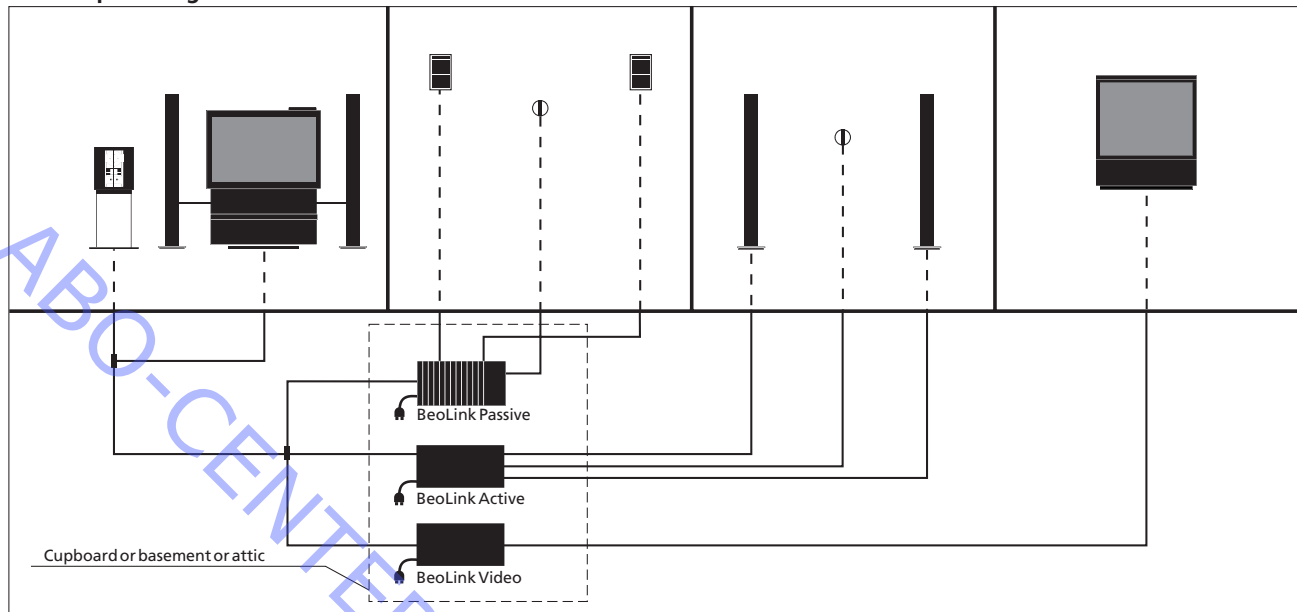 BeoLink Passive
BeoLink Active
BeoLink Video
Cupboard or basement or attic
ABO-CENTER